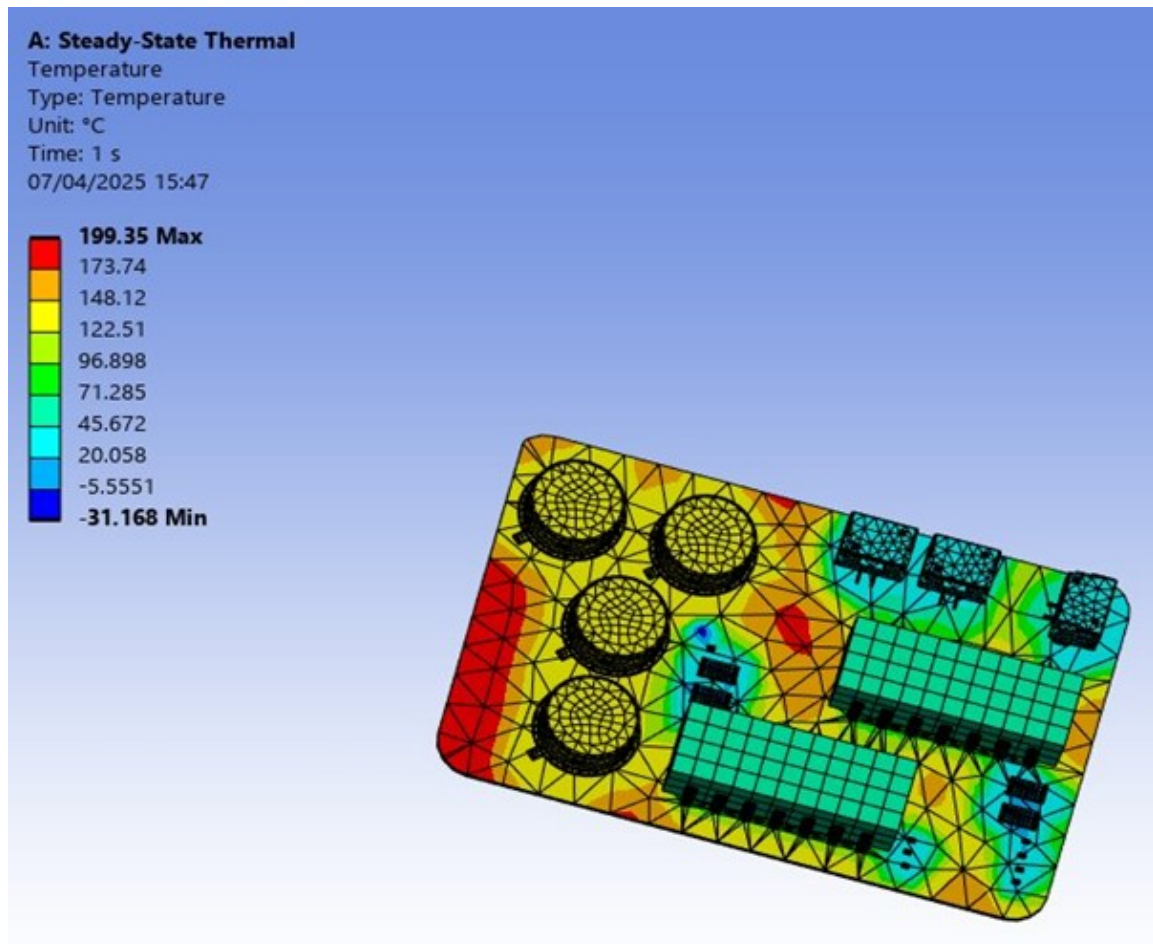 A: Steady-State Thermal
Temperature
Type: Temperature
Unit: °C
Time: 1 s
07/04/2025 15:47
199.35 Max
173.74
148.12
122.51
96.898
71.285
45.672
20.058
-5.5551
-31.168 Min